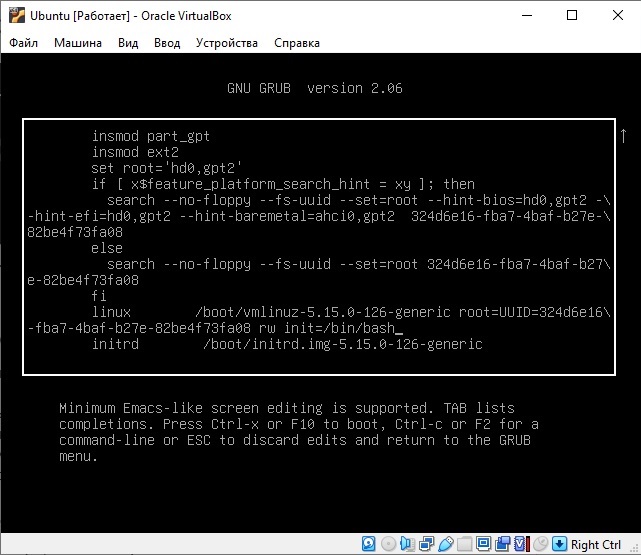 Ubuntu [Работает] - Oracle VirtualBox
Файл Машина Вид Ввод Устройства Справка
GNU GRUB version 2.06
insmod part_gpt
insmod ext2
set root='hd0,gpt2'
if [ x$feature_platform_search_hint = xy ]; then
search --no-floppy --fs-uuid --set=root --hint-bios=hd0,gpt2 -\
-hint-efi=hd0,gpt2 --hint-baremetal=ahci0,gpt2 324d6e16-fba7-4baf-b27e-\
82be4f73fa08
else
search --no-floppy --fs-uuid --set=root 324d6e16-fba7-4baf-b27\
e-82be4f73fa08
fi
linux /boot/vmlinuz-5.15.0-126-generic root=UUID=324d6e16\
-fba7-4baf-b27e-82be4f73fa08 rw init=/bin/bash_
initrd /boot/initrd.img-5.15.0-126-generic
Minimum Emacs-like screen editing is supported. TAB lists
completions. Press Ctrl-x or F10 to boot, Ctrl-c or F2 for a
command-line or ESC to discard edits and return to the GRUB
menu.
Right Ctrl